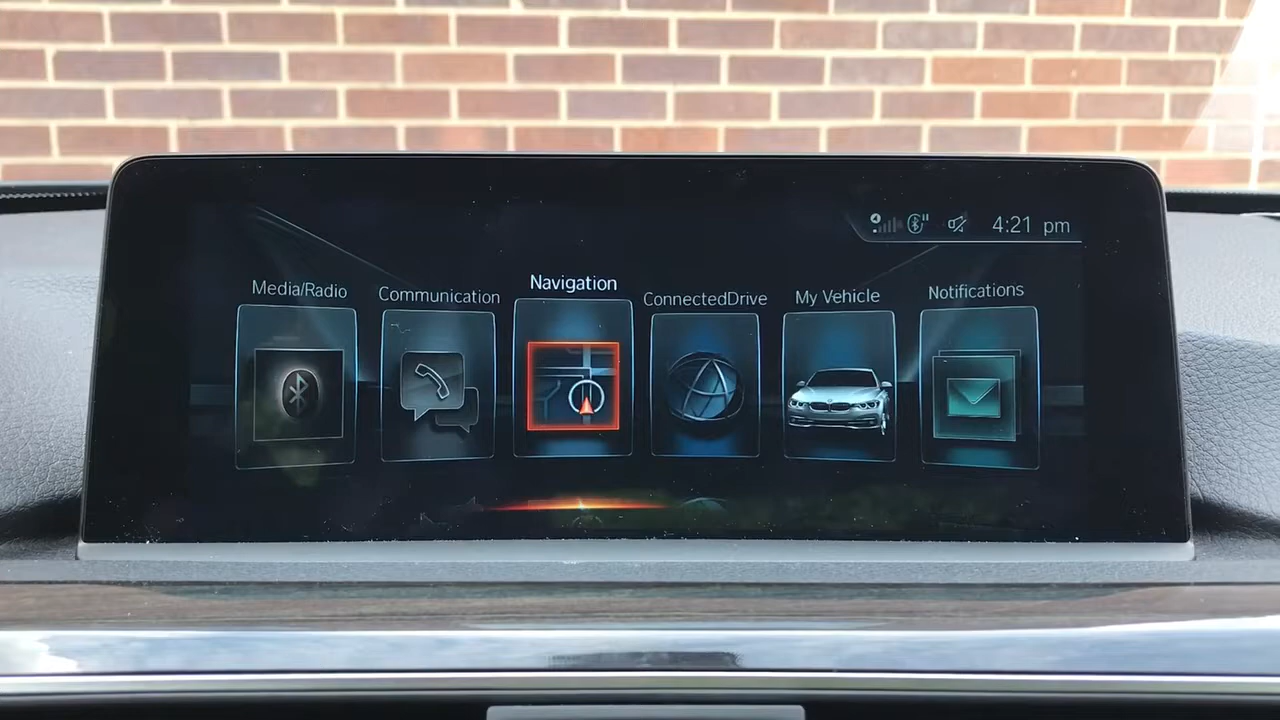 4:21 pm
Media/Radio
Communication
Navigation
ConnectedDrive
My Vehicle
Notifications